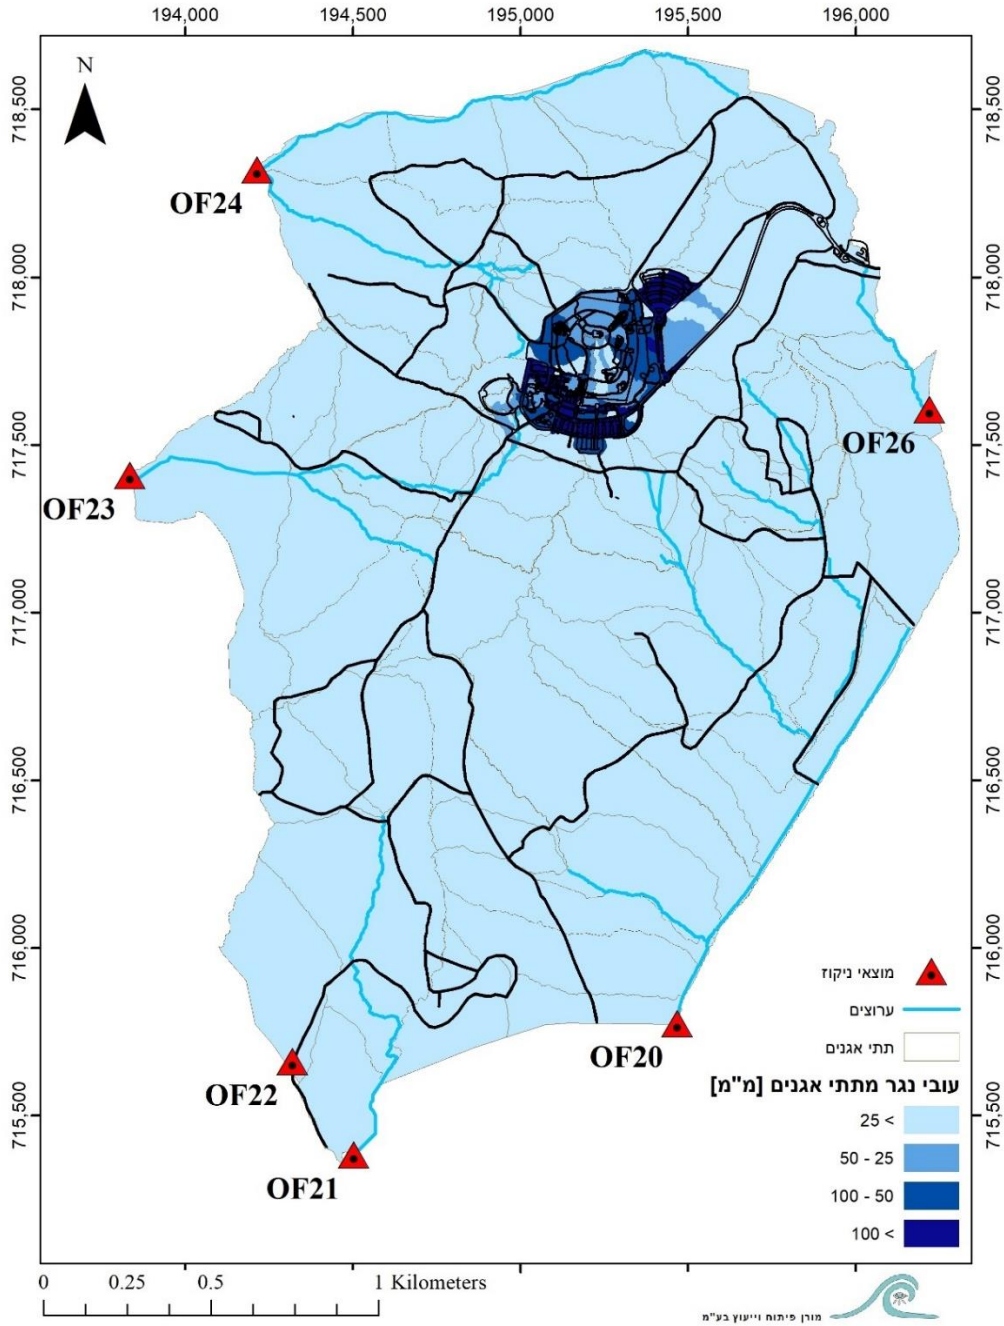 194,000 194,500 195,000 195,500 196,000
N
718,500 718,500
718,000 718,000
717,500 717,500
717,000 717,000
716,500 716,500
716,000 716,000
715,500 715,500
OF24
OF26
OF23
OF20
OF22
OF21
מוצאי ניקוז
ערוצים
תתי אגנים
עובי נגר מתתי אגנים [מ"מ]
25 >
50 - 25
100 - 50
100 <
0 0.25 0.5 1 Kilometers
מורן פיתוח וייעוץ בע"מ